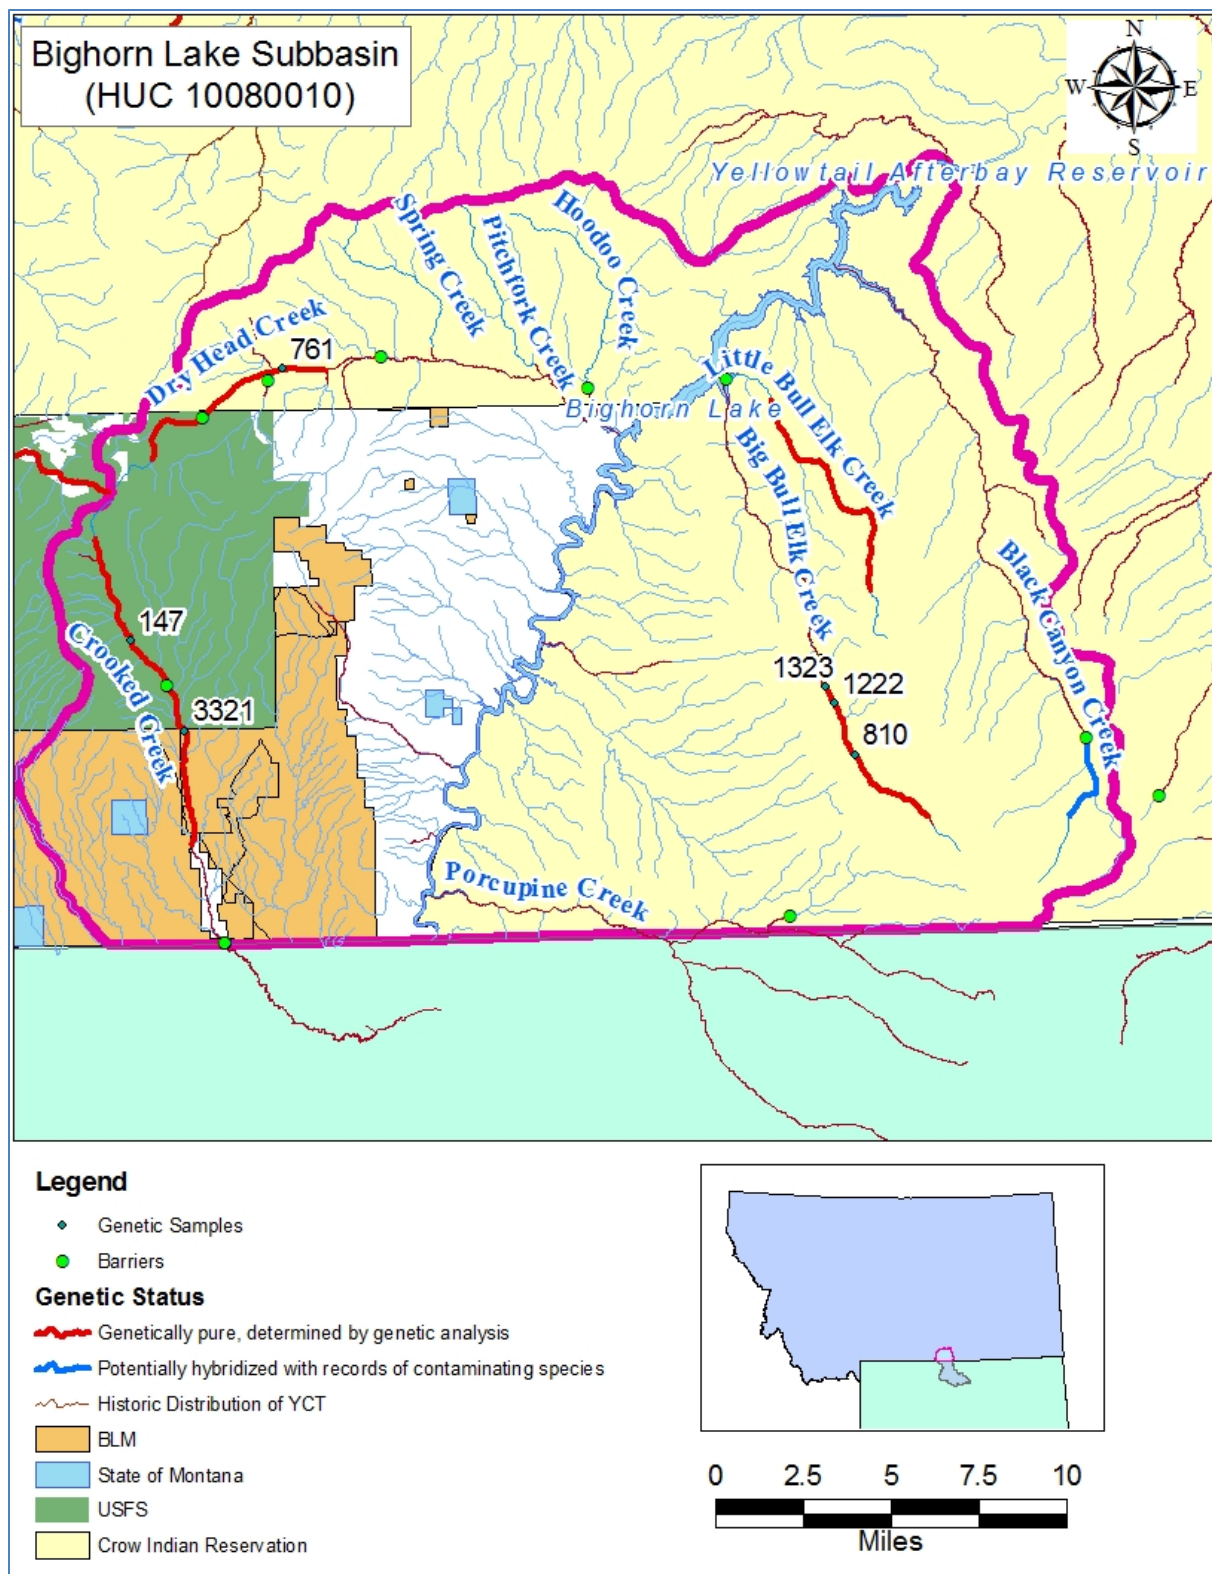 Bighorn Lake Subbasin
(HUC 10080010)
N
W E
S
Yellowtail Afterbay Reservoir
Hoodoo Creek
Spring Creek
Pitchfork Creek
Dry Head Creek
761
Little Bull Elk Creek
Bighorn Lake
Big Bull Elk Creek
Black Canyon Creek
147
Crooked Creek
3321
1323
1222
810
Porcupine Creek
Legend
Genetic Samples
Barriers
Genetic Status
Genetically pure, determined by genetic analysis
Potentially hybridized with records of contaminating species
Historic Distribution of YCT
BLM
State of Montana
USFS
Crow Indian Reservation
0 2.5 5 7.5 10
Miles